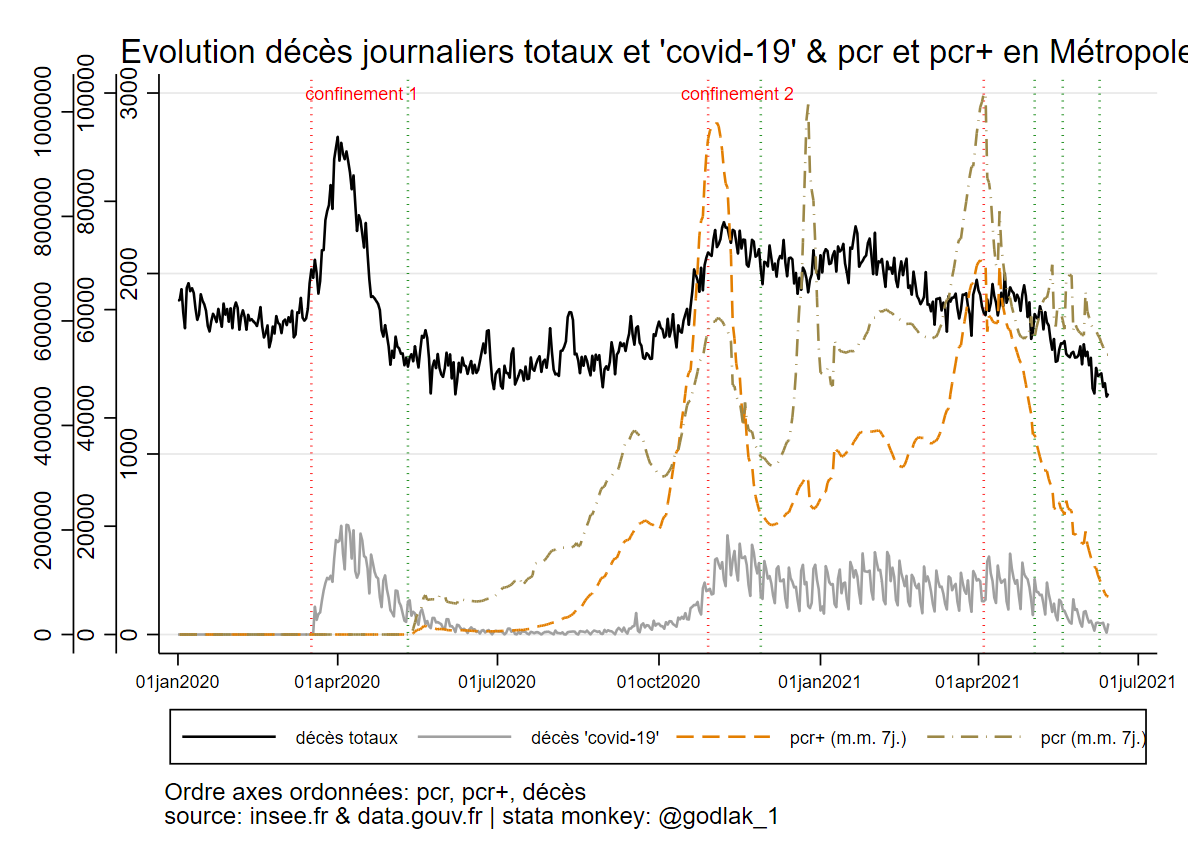 Evolution décès journaliers totaux et 'covid-19' & pcr et pcr+ en Métropole
1000000
800000
600000
400000
200000
0
100000
80000
60000
40000
20000
0
3000
2000
1000
0
confinement 1
confinement 2
01jan2020 01apr2020 01jul2020 01oct2020 01jan2021 01apr2021 01jul2021
décès totaux décès 'covid-19' pcr+ (m.m. 7j.) pcr (m.m. 7j.)
Ordre axes ordonnées: pcr, pcr+, décès
source: insee.fr & data.gouv.fr | stata monkey: @godlak_1